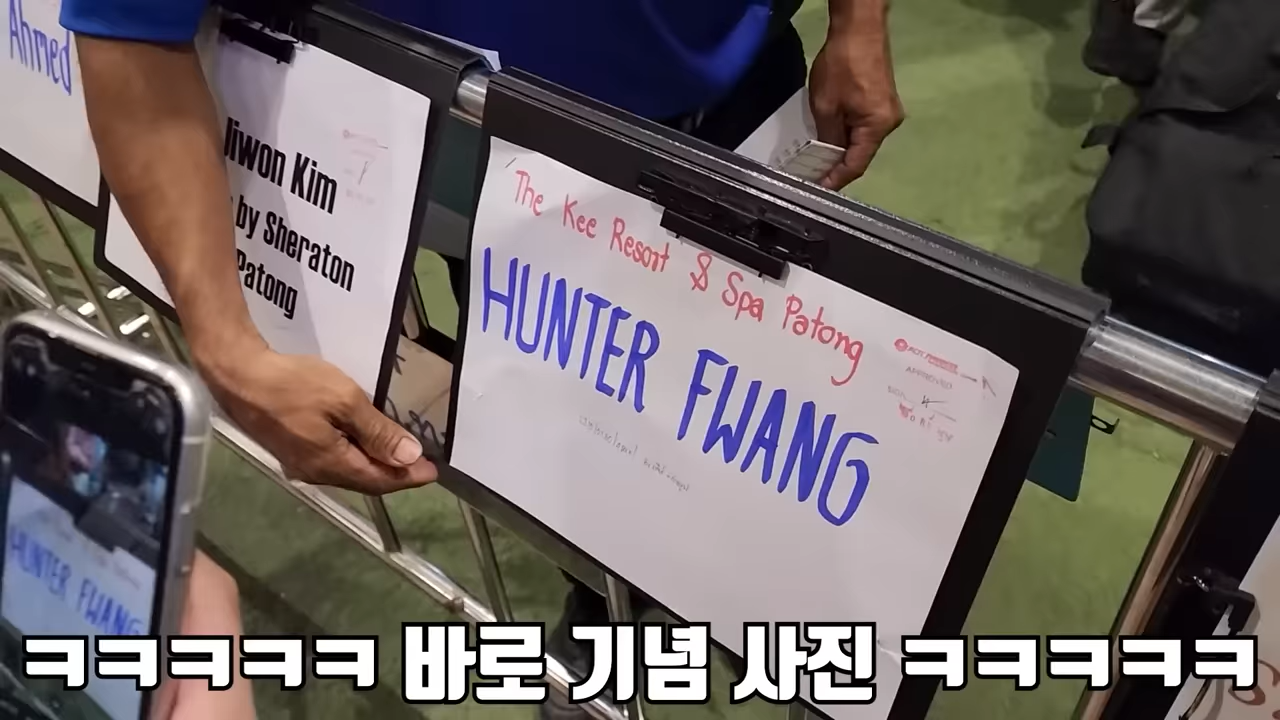 Ahmed
Jiwon Kim
by Sheraton
Patong
The Kee Resort & Spa Patong
HUNTER FWANG
APPROVED
HUNTER FWANG
ㅋㅋㅋㅋㅋ 바로 기념 사진 ㅋㅋㅋㅋㅋ